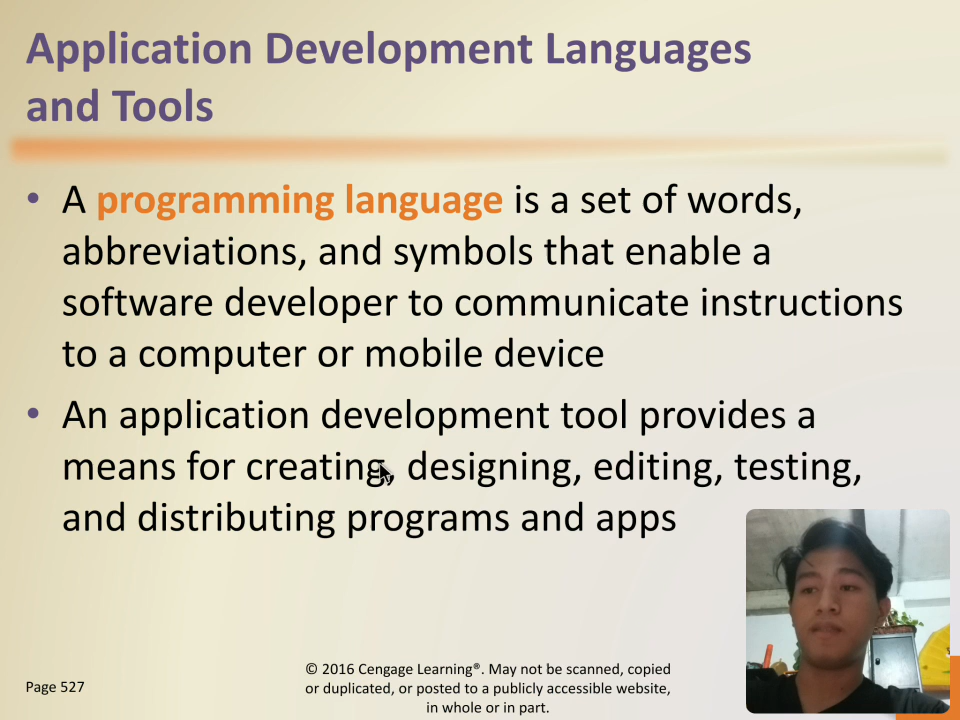 Application Development Languages
and Tools
• A programming language is a set of words,
abbreviations, and symbols that enable a
software developer to communicate instructions
to a computer or mobile device
• An application development tool provides a
means for creating, designing, editing, testing,
and distributing programs and apps
Page 527
© 2016 Cengage Learning®. May not be scanned, copied
or duplicated, or posted to a publicly accessible website,
in whole or in part.